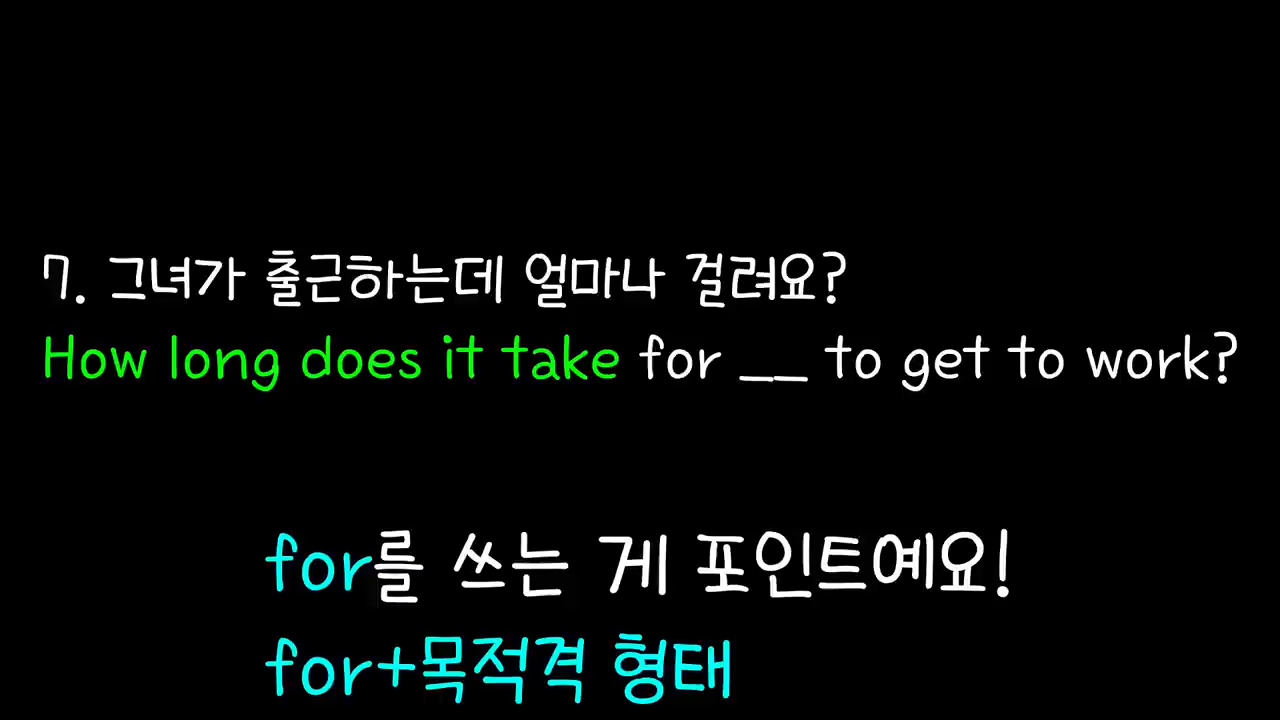 7. 그녀가 출근하는데 얼마나 걸려요?
How long does it take for __ to get to work?
for를 쓰는 게 포인트예요!
for+목적격 형태